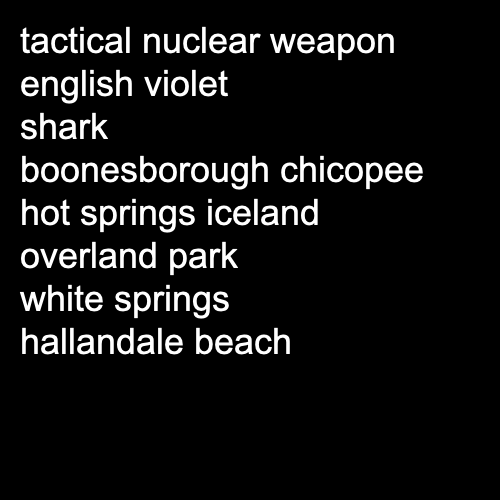 tactical nuclear weapon
english violet
shark
boonesborough chicopee
hot springs iceland
overland park
white springs
hallandale beach